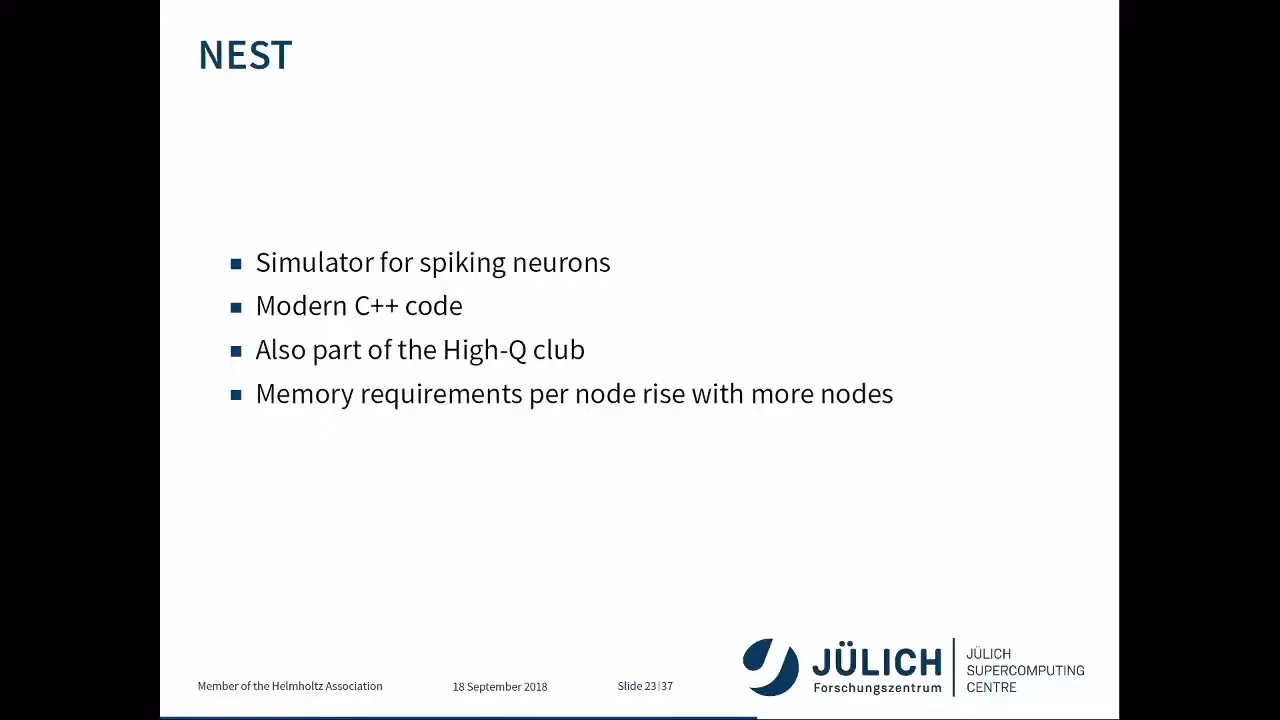 NEST
Simulator for spiking neurons
Modern C++ code
Also part of the High-Q club
Memory requirements per node rise with more nodes
Member of the Helmholtz Association
18 September 2018
Slide 23|37
JÜLICH
Forschungszentrum
JÜLICH
SUPERCOMPUTING
CENTRE